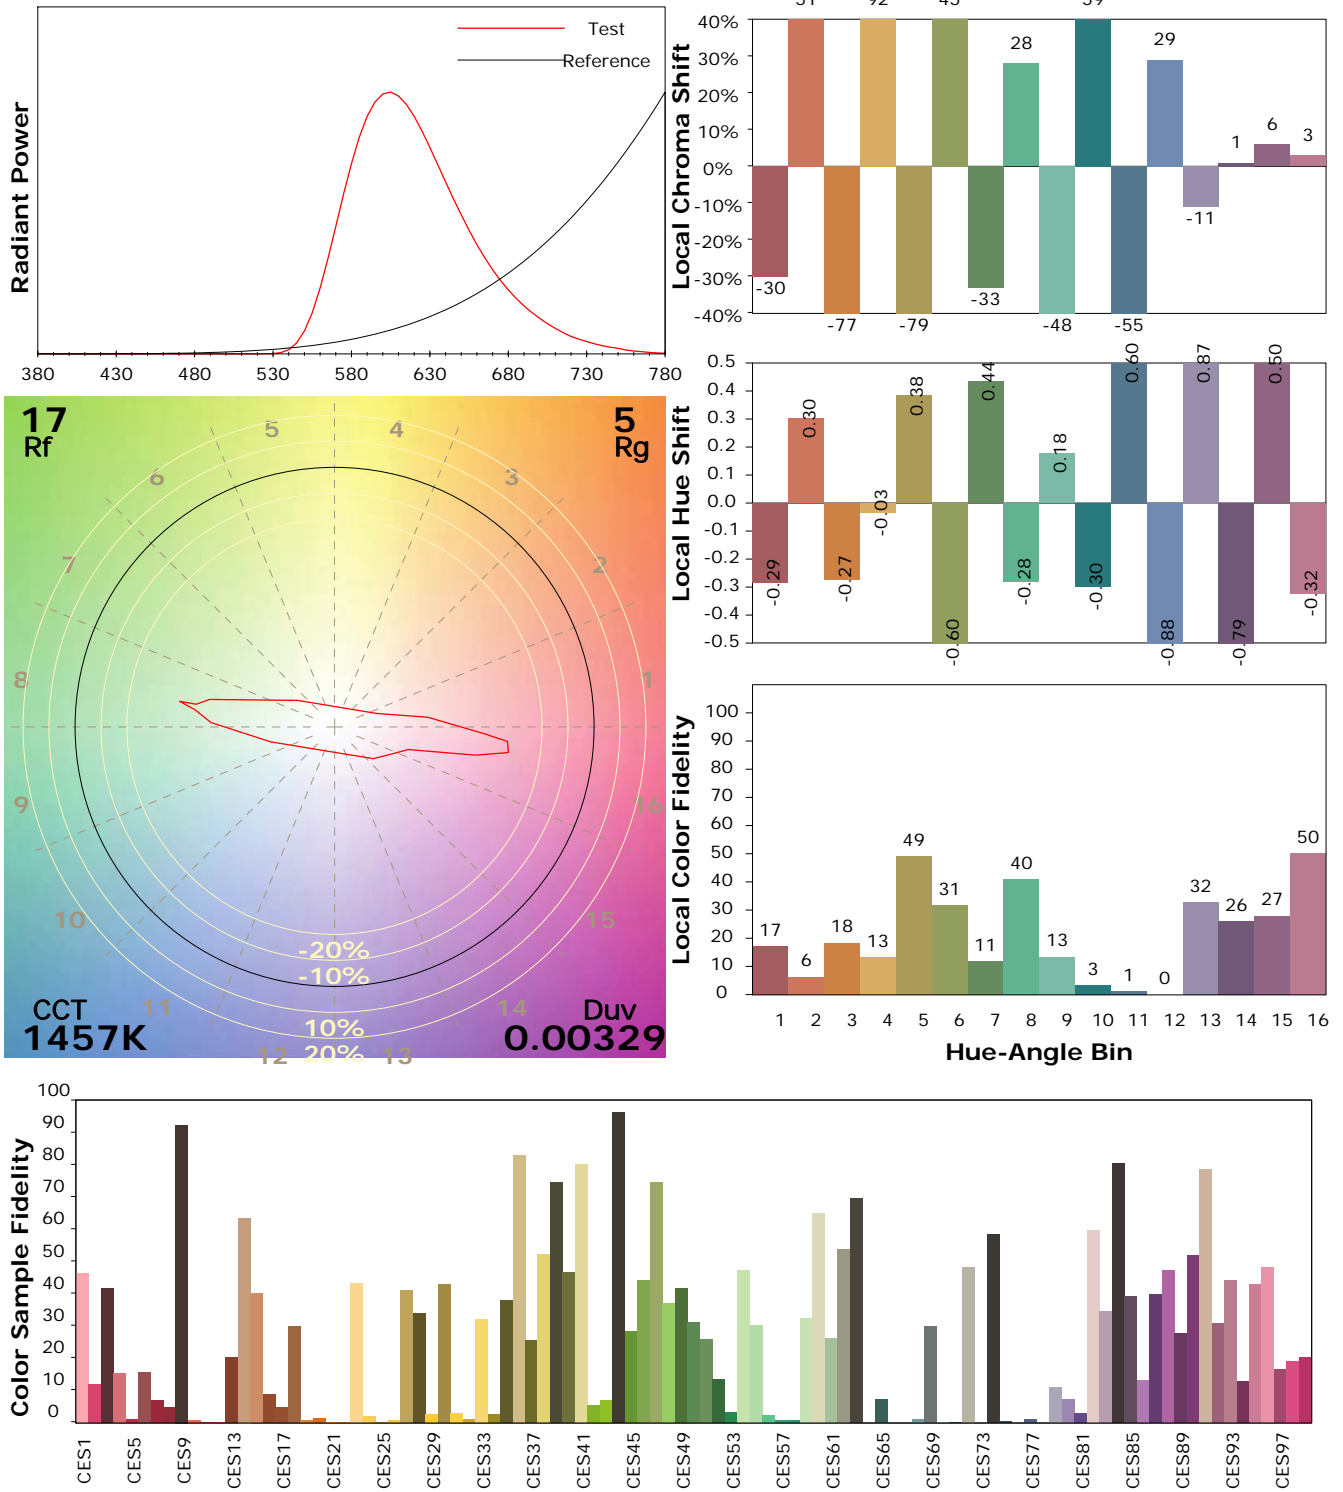 Test
Reference
Radiant Power
380 430 480 530 580 630 680 730 780
40%
30%
20%
10%
0%
-10%
-20%
-30%
-40%
Local Chroma Shift
-30 -77 92 -79 -33 28 -48 -55 29 -11 1 6 3
0.5
0.4
0.3
0.2
0.1
0.0
-0.1
-0.2
-0.3
-0.4
-0.5
Local Hue Shift
-0.29 0.30 -0.27 -0.03 0.38 -0.60 0.44 -0.28 0.18 -0.30 0.60 -0.88 0.87 -0.79 0.50 -0.32
17
Rf
5
Rg
1 2 3 4 5 6 7 8 9 10 11 12 13 14 15 16
-20%
-10%
10%
20%
CCT
1457K
Duv
0.00329
100
90
80
70
60
50
40
30
20
10
0
Local Color Fidelity
17 6 18 13 49 31 11 40 13 3 1 0 32 26 27 50
1 2 3 4 5 6 7 8 9 10 11 12 13 14 15 16
Hue-Angle Bin
100
90
80
70
60
50
40
30
20
10
0
Color Sample Fidelity
CES1 CES5 CES9 CES13 CES17 CES21 CES25 CES29 CES33 CES37 CES41 CES45 CES49 CES53 CES57 CES61 CES65 CES69 CES73 CES77 CES81 CES85 CES89 CES93 CES97